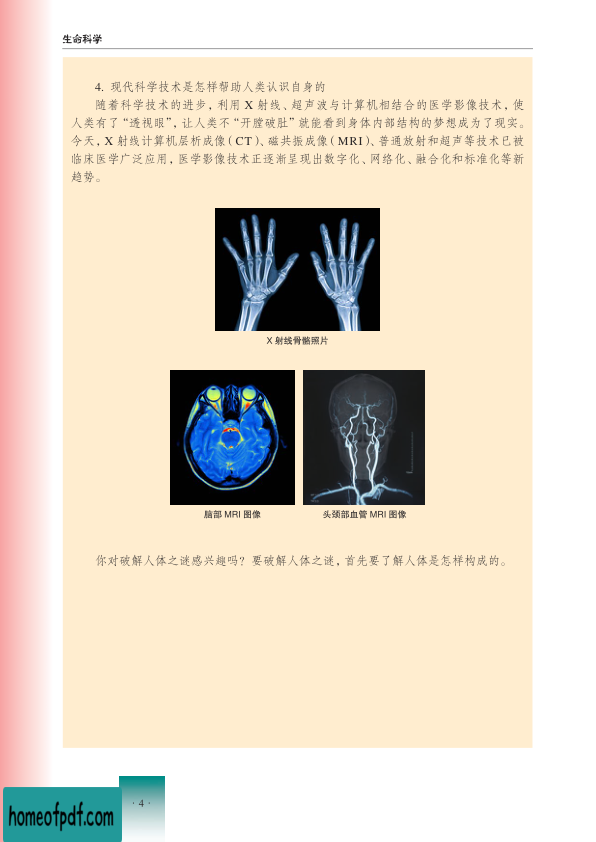 生命科学
4. 现代科学技术是怎样帮助人类认识自身的
随着科学技术的进步，利用 X 射线、超声波与计算机相结合的医学影像技术，使
人类有了“透视眼”，让人类不“开膛破肚”就能看到身体内部结构的梦想成为了现实。
今天，X 射线计算机层析成像（CT）、磁共振成像（MRI）、普通放射和超声等技术已被
临床医学广泛应用，医学影像技术正逐渐呈现出数字化、网络化、融合化和标准化等新
趋势。
X 射线骨骼照片
脑部 MRI 图像
头颈部血管 MRI 图像
你对破解人体之谜感兴趣吗？要破解人体之谜，首先要了解人体是怎样构成的。
· 4 ·
homeofpdf.com